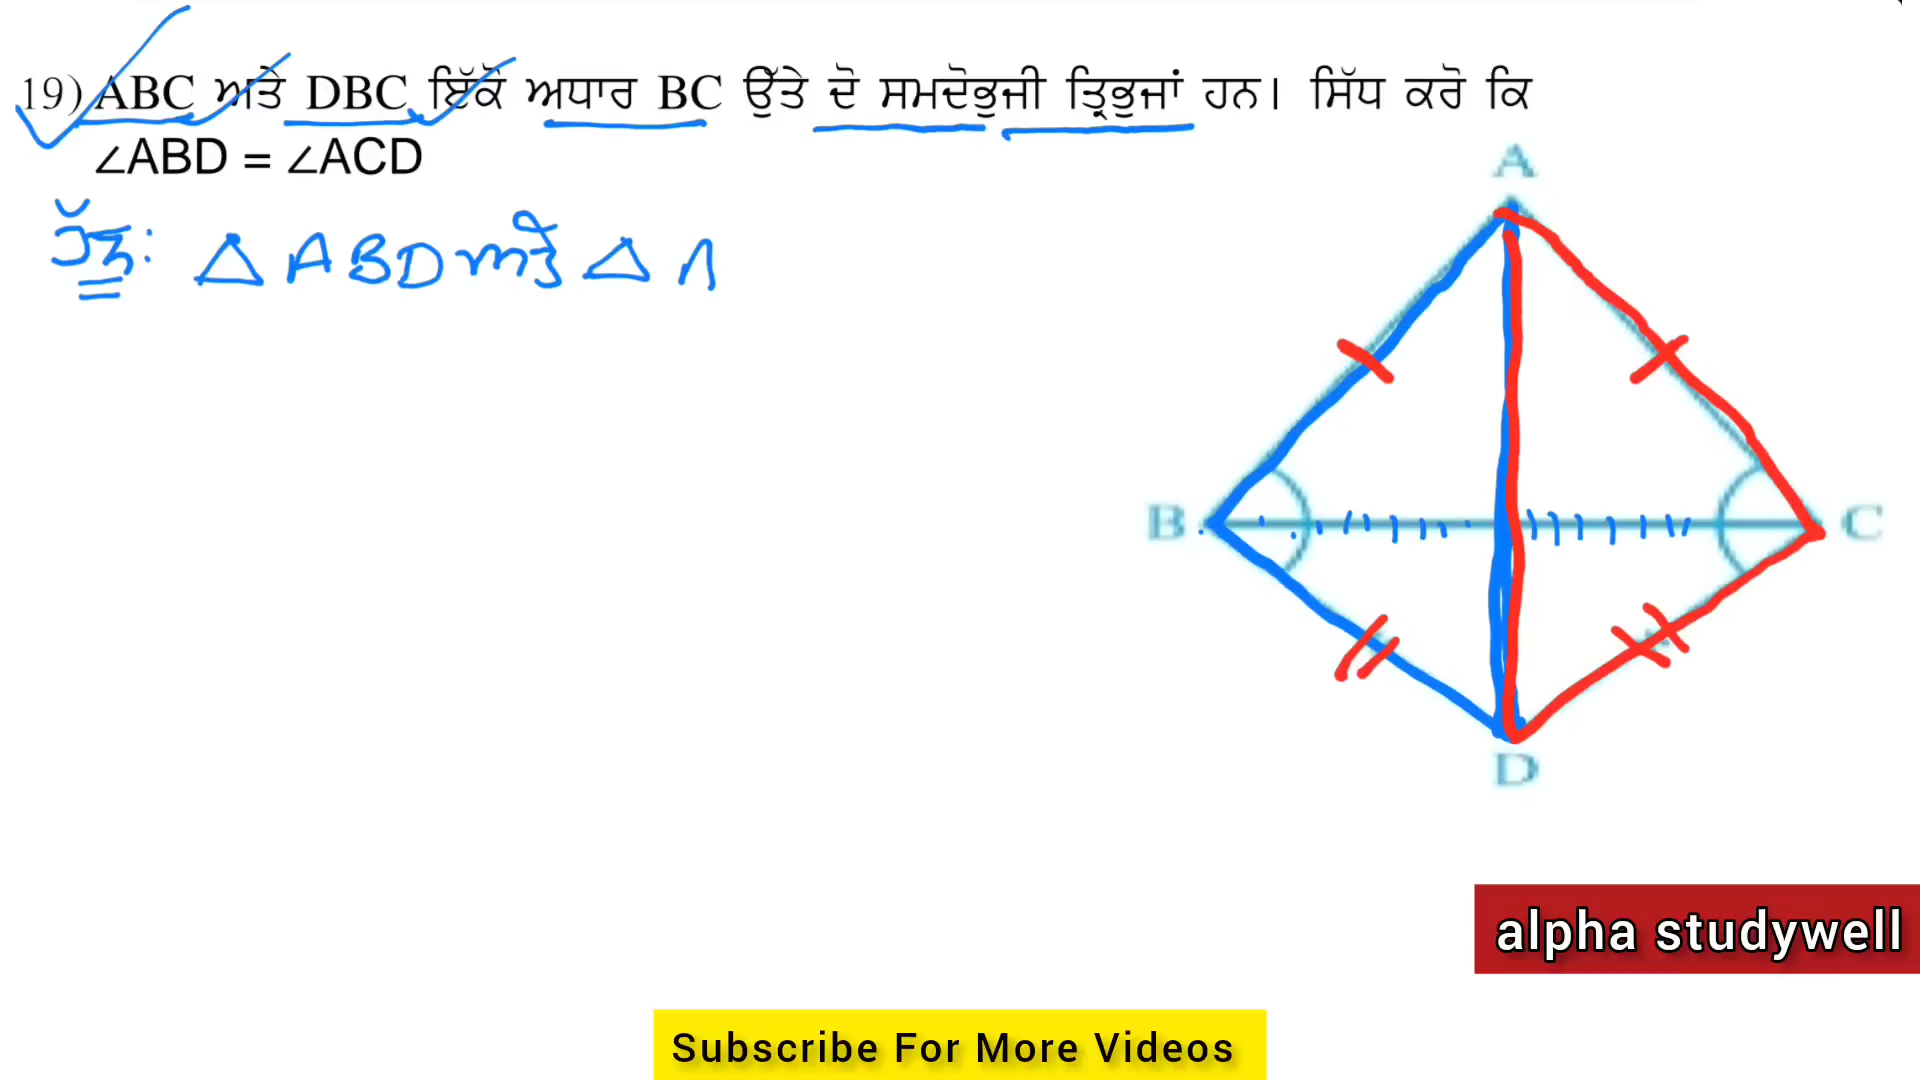 19) ABC ਅਤੇ DBC ਇੱਕੋ ਅਧਾਰ BC ਉੱਤੇ ਦੋ ਸਮਦੋਭੁਜੀ ਤ੍ਰਿਭੁਜਾਂ ਹਨ। ਸਿੱਧ ਕਰੋ ਕਿ
∠ABD = ∠ACD
ਹੱਲ: △ ABD ਅਤੇ △ A
A
B
C
D
alpha studywell
Subscribe For More Videos